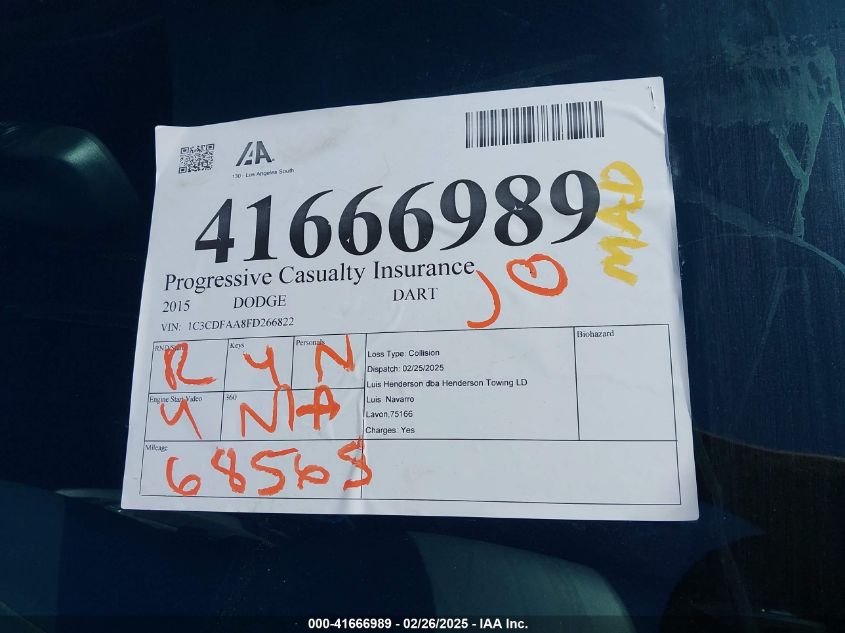 IAA
130 - Los Angeles South
41666989
MAD
Progressive Casualty Insurance
JO
2015 DODGE DART
VIN: 1C3CDFAA8FD266822
RND/Start Keys Personals
R Y N
Engine Start Video 360
Y N/A
Mileage
68565
Loss Type: Collision
Dispatch: 02/25/2025
Luis Henderson dba Henderson Towing LD
Luis Navarro
Lavon,75166
Charges: Yes
Biohazard
000-41666989 - 02/26/2025 - IAA Inc.